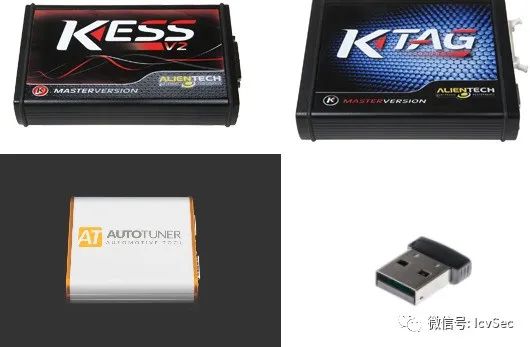 KESS
V2
K MASTERVERSION
ALIENTECH
K TAG
K MASTERVERSION
ALIENTECH
AT AUTOTUNER
AUTOMOTIVE TOOL
微信号: IcvSec